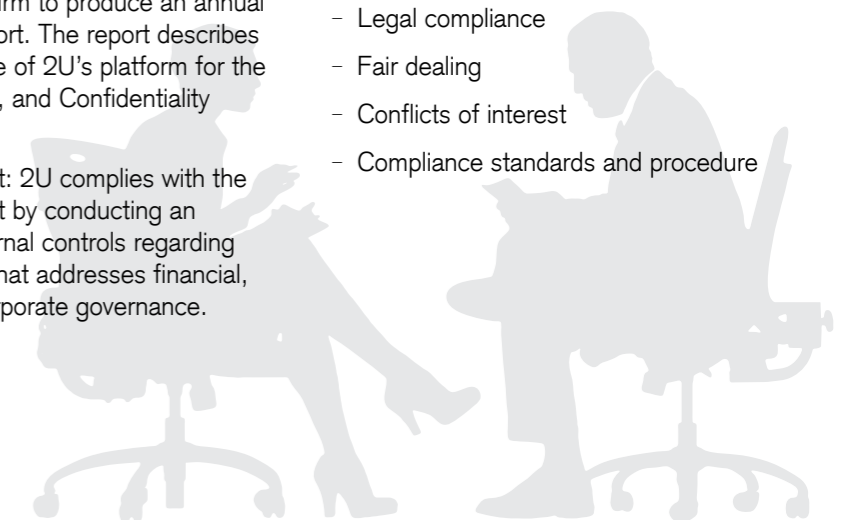 rm to produce an annual
ort. The report describes
e of 2U's platform for the
, and Confidentiality
t: 2U complies with the
t by conducting an
rnal controls regarding
hat addresses financial,
rporate governance.
– Legal compliance
– Fair dealing
– Conflicts of interest
– Compliance standards and procedure